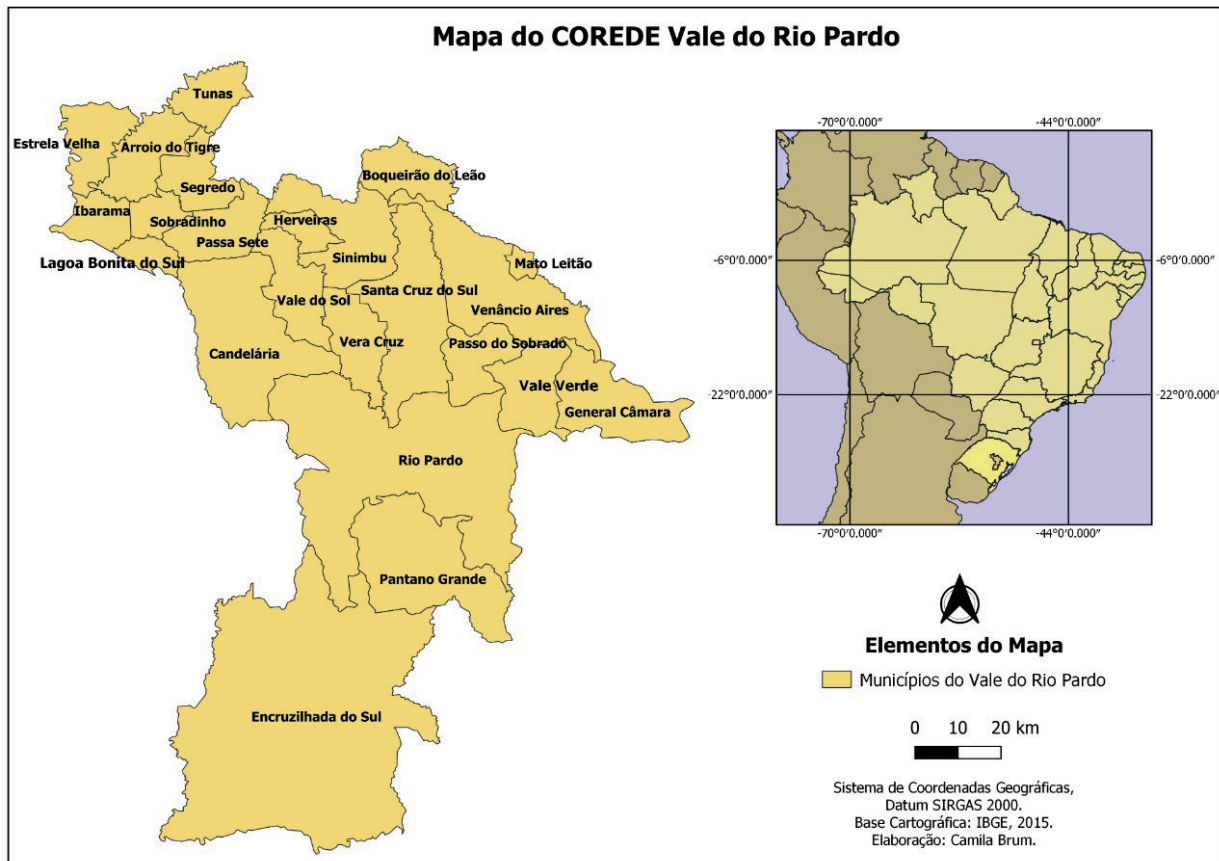 Mapa do COREDE Vale do Rio Pardo
Tunas
Estrela Velha
Arroio do Tigre
Segredo
Boqueirão do Leão
Ibarama
Sobradinho
Herveiras
Passa Sete
Lagoa Bonita do Sul
Sinimbu
Mato Leitão
Vale do Sol
Santa Cruz do Sul
Venâncio Aires
Candelária
Vera Cruz
Passo do Sobrado
Vale Verde
General Câmara
Rio Pardo
Pantano Grande
Encruzilhada do Sul
-70°0'0.000"
-44°0'0.000"
-6°0'0.000"
-6°0'0.000"
-22°0'0.000"
-22°0'0.000"
-70°0'0.000"
-44°0'0.000"
Elementos do Mapa
Municípios do Vale do Rio Pardo
0 10 20 km
Sistema de Coordenadas Geográficas,
Datum SIRGAS 2000.
Base Cartográfica: IBGE, 2015.
Elaboração: Camila Brum.